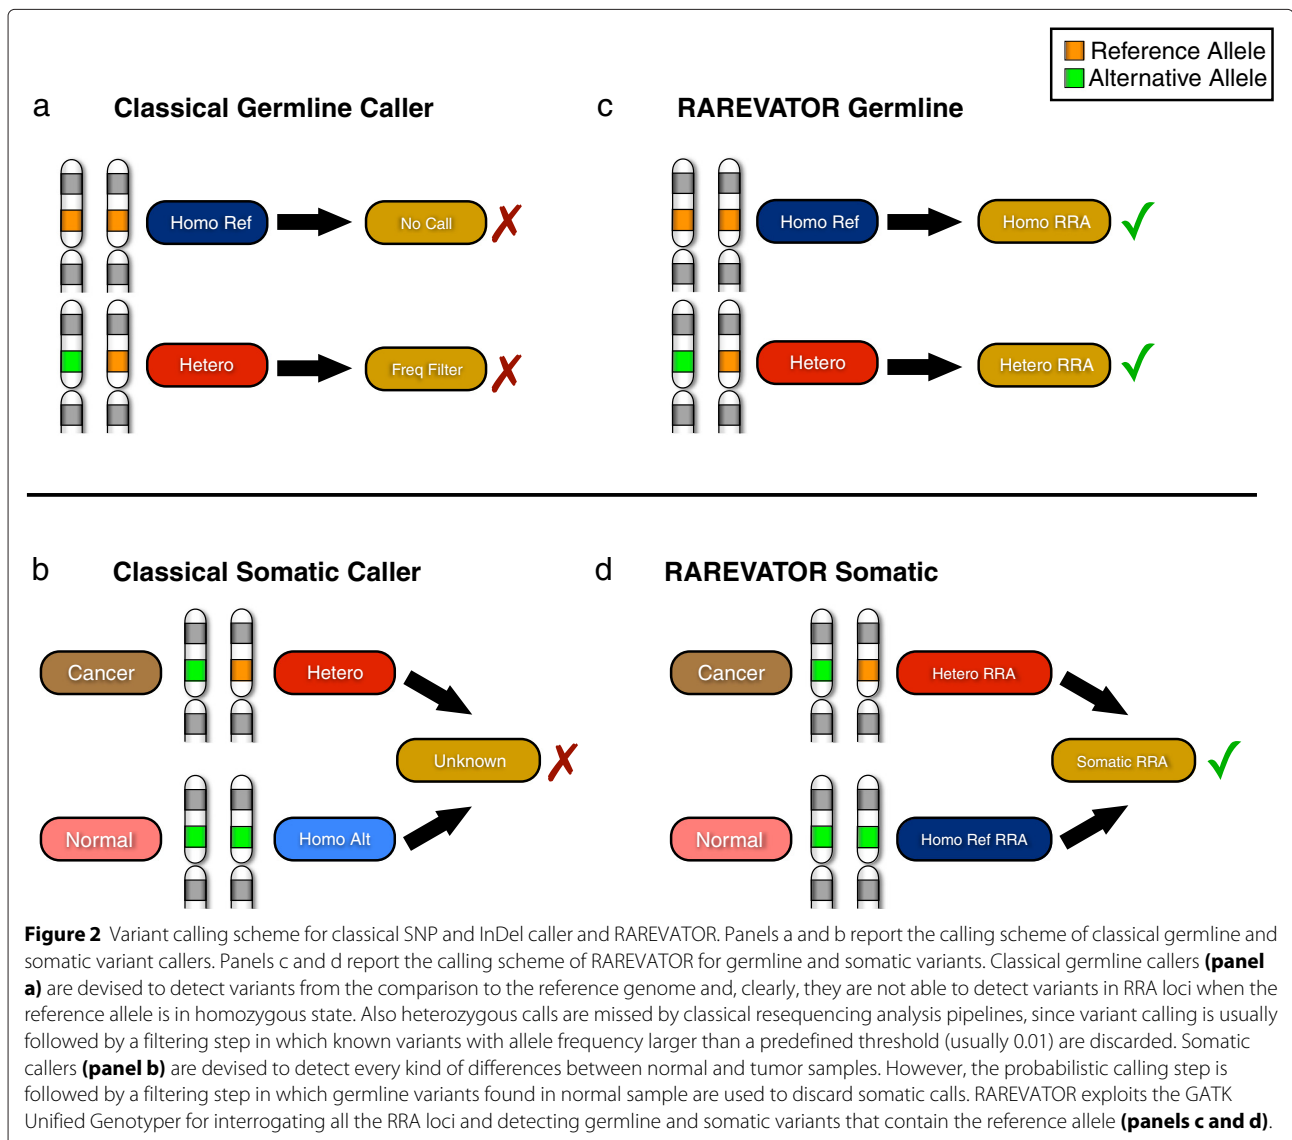 Reference Allele
Alternative Allele
a Classical Germline Caller
Homo Ref
No Call
Hetero
Freq Filter
c RAREVATOR Germline
Homo Ref
Homo RRA
Hetero
Hetero RRA
b Classical Somatic Caller
Cancer
Hetero
Unknown
Normal
Homo Alt
d RAREVATOR Somatic
Cancer
Hetero RRA
Somatic RRA
Normal
Homo Ref RRA
Figure 2 Variant calling scheme for classical SNP and InDel caller and RAREVATOR. Panels a and b report the calling scheme of classical germline and
somatic variant callers. Panels c and d report the calling scheme of RAREVATOR for germline and somatic variants. Classical germline callers (panel
a) are devised to detect variants from the comparison to the reference genome and, clearly, they are not able to detect variants in RRA loci when the
reference allele is in homozygous state. Also heterozygous calls are missed by classical resequencing analysis pipelines, since variant calling is usually
followed by a filtering step in which known variants with allele frequency larger than a predefined threshold (usually 0.01) are discarded. Somatic
callers (panel b) are devised to detect every kind of differences between normal and tumor samples. However, the probabilistic calling step is
followed by a filtering step in which germline variants found in normal sample are used to discard somatic calls. RAREVATOR exploits the GATK
Unified Genotyper for interrogating all the RRA loci and detecting germline and somatic variants that contain the reference allele (panels c and d).